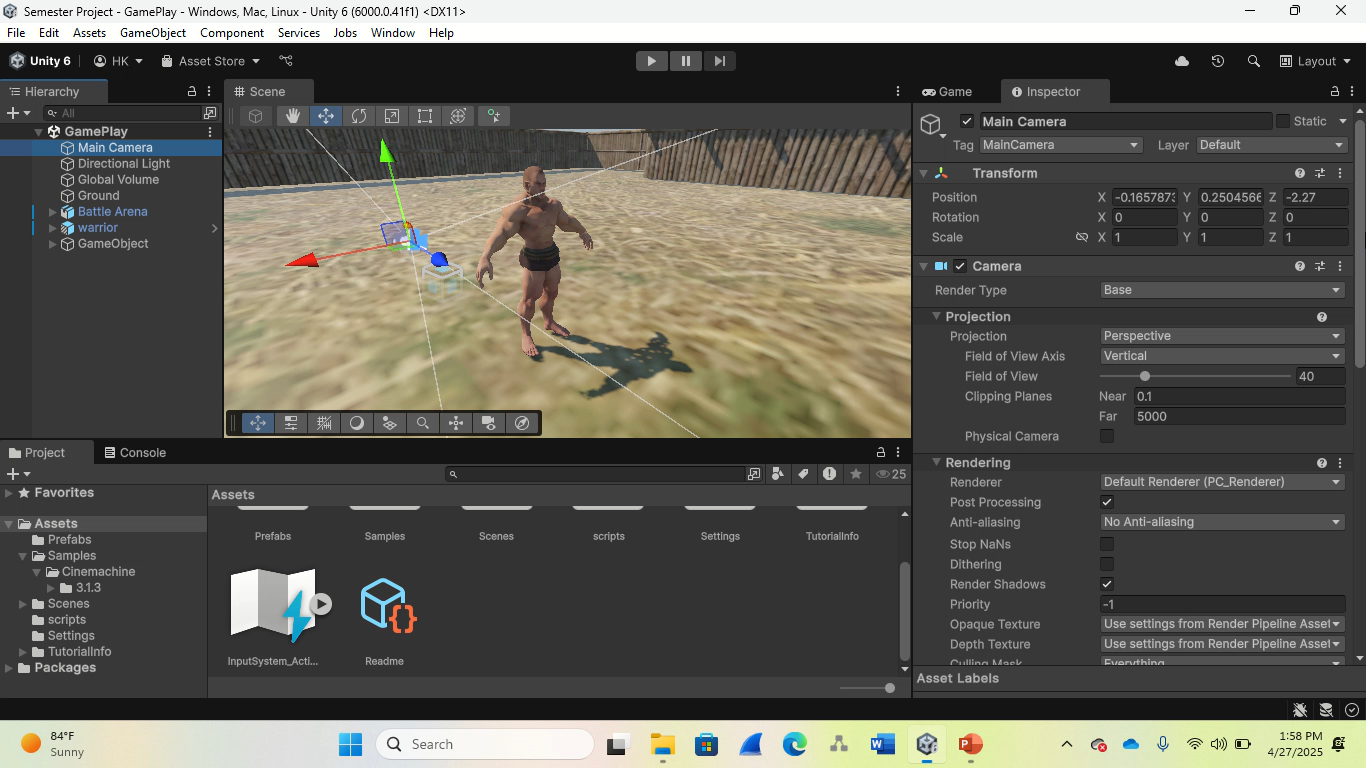 Semester Project - GamePlay - Windows, Mac, Linux - Unity 6 (6000.0.41f1) <DX11>
File Edit Assets GameObject Component Services Jobs Window Help
Unity 6 HK Asset Store Layout
Hierarchy
All
GamePlay
Main Camera
Directional Light
Global Volume
Ground
Battle Arena
warrior
GameObject
Scene
Game Inspector
Main Camera Static
Tag MainCamera Layer Default
Transform
Position X -0.1657873 Y 0.2504566 Z -2.27
Rotation X 0 Y 0 Z 0
Scale X 1 Y 1 Z 1
Camera
Render Type Base
Projection
Projection Perspective
Field of View Axis Vertical
Field of View 40
Clipping Planes Near 0.1
Far 5000
Physical Camera
Rendering
Renderer Default Renderer (PC_Renderer)
Post Processing
Anti-aliasing No Anti-aliasing
Stop NaNs
Dithering
Render Shadows
Priority -1
Opaque Texture Use settings from Render Pipeline Asset
Depth Texture Use settings from Render Pipeline Asset
Culling Mask Everything
Asset Labels
Project Console
25
Favorites
Assets
Prefabs
Samples
Cinemachine
3.1.3
Scenes
scripts
Settings
TutorialInfo
Packages
Assets
Prefabs Samples Scenes scripts Settings TutorialInfo
InputSystem_Acti... Readme
84°F
Sunny
Search
1:58 PM
4/27/2025